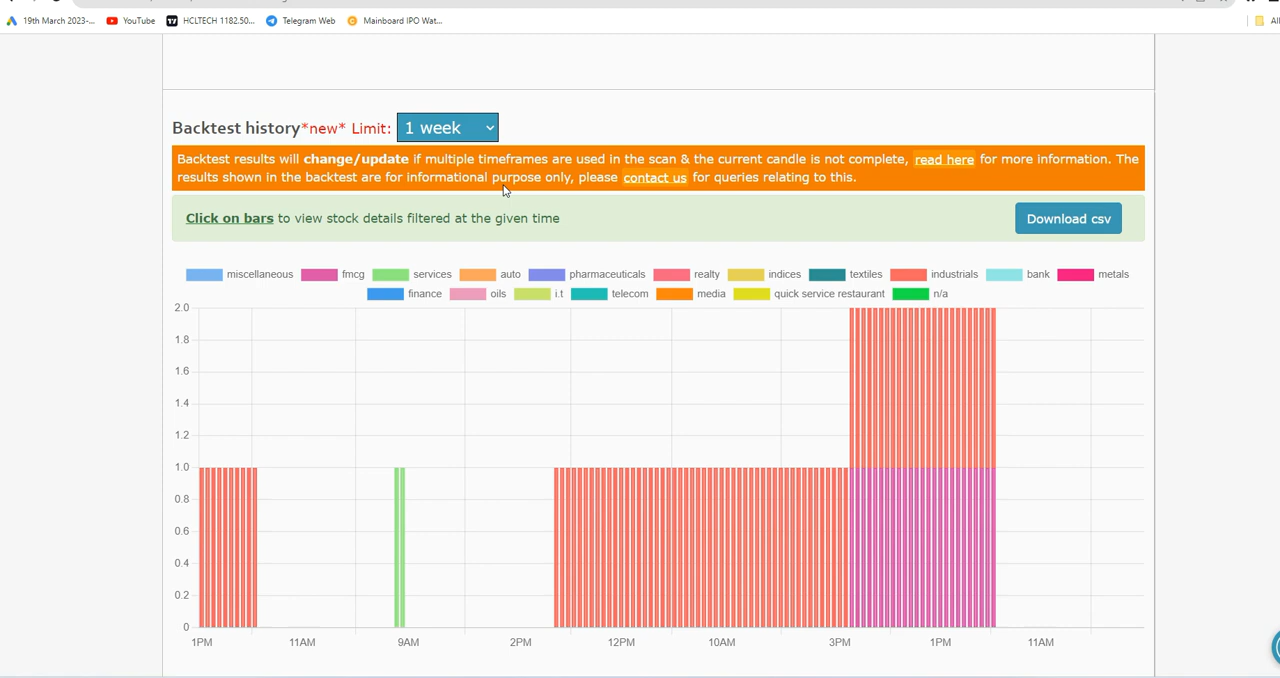 19th March 2023-... YouTube HCLTECH 1182.50... Telegram Web Mainboard IPO Wat... All
Backtest history*new* Limit: 1 week
Backtest results will change/update if multiple timeframes are used in the scan & the current candle is not complete, read here for more information. The
results shown in the backtest are for informational purpose only, please contact us for queries relating to this.
Click on bars to view stock details filtered at the given time Download csv
miscellaneous fmcg services auto pharmaceuticals realty indices textiles industrials bank metals
finance oils i.t telecom media quick service restaurant n/a
2.0
1.8
1.6
1.4
1.2
1.0
0.8
0.6
0.4
0.2
0
1PM 11AM 9AM 2PM 12PM 10AM 3PM 1PM 11AM